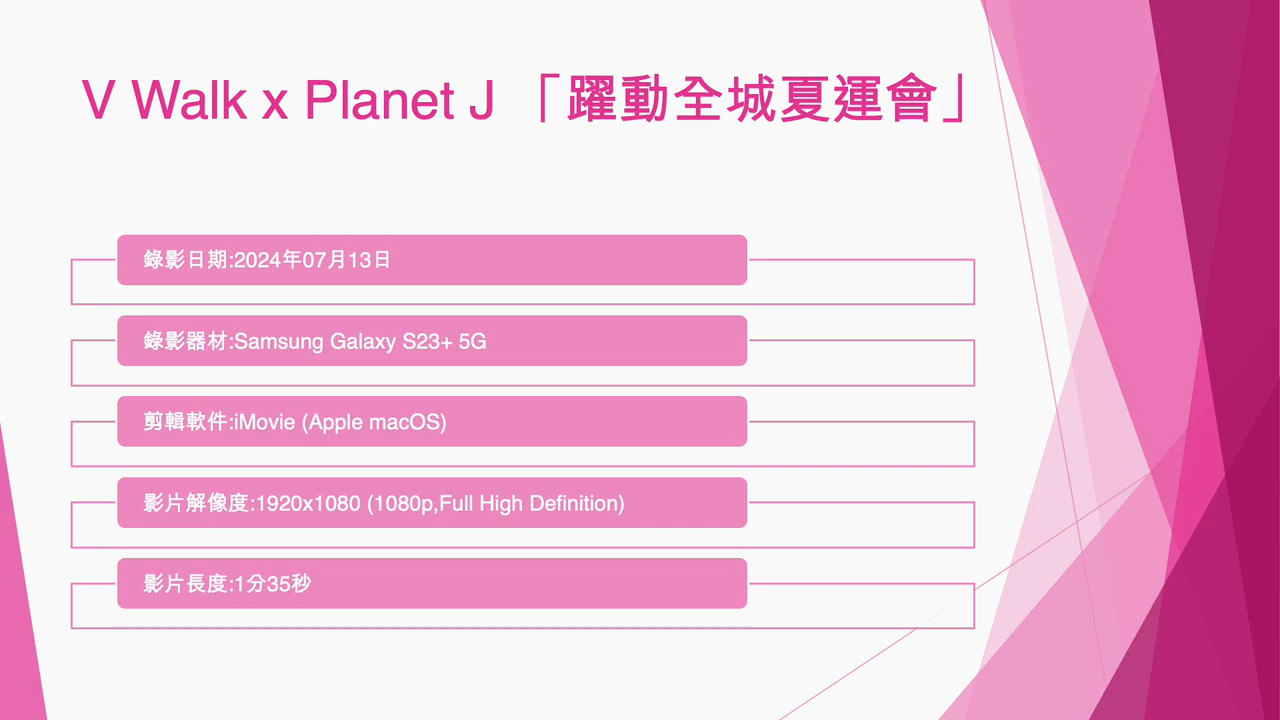 V Walk x Planet J 「躍動全城夏運會」
錄影日期:2024年07月13日
錄影器材:Samsung Galaxy S23+ 5G
剪輯軟件:iMovie (Apple macOS)
影片解像度:1920x1080 (1080p,Full High Definition)
影片長度:1分35秒